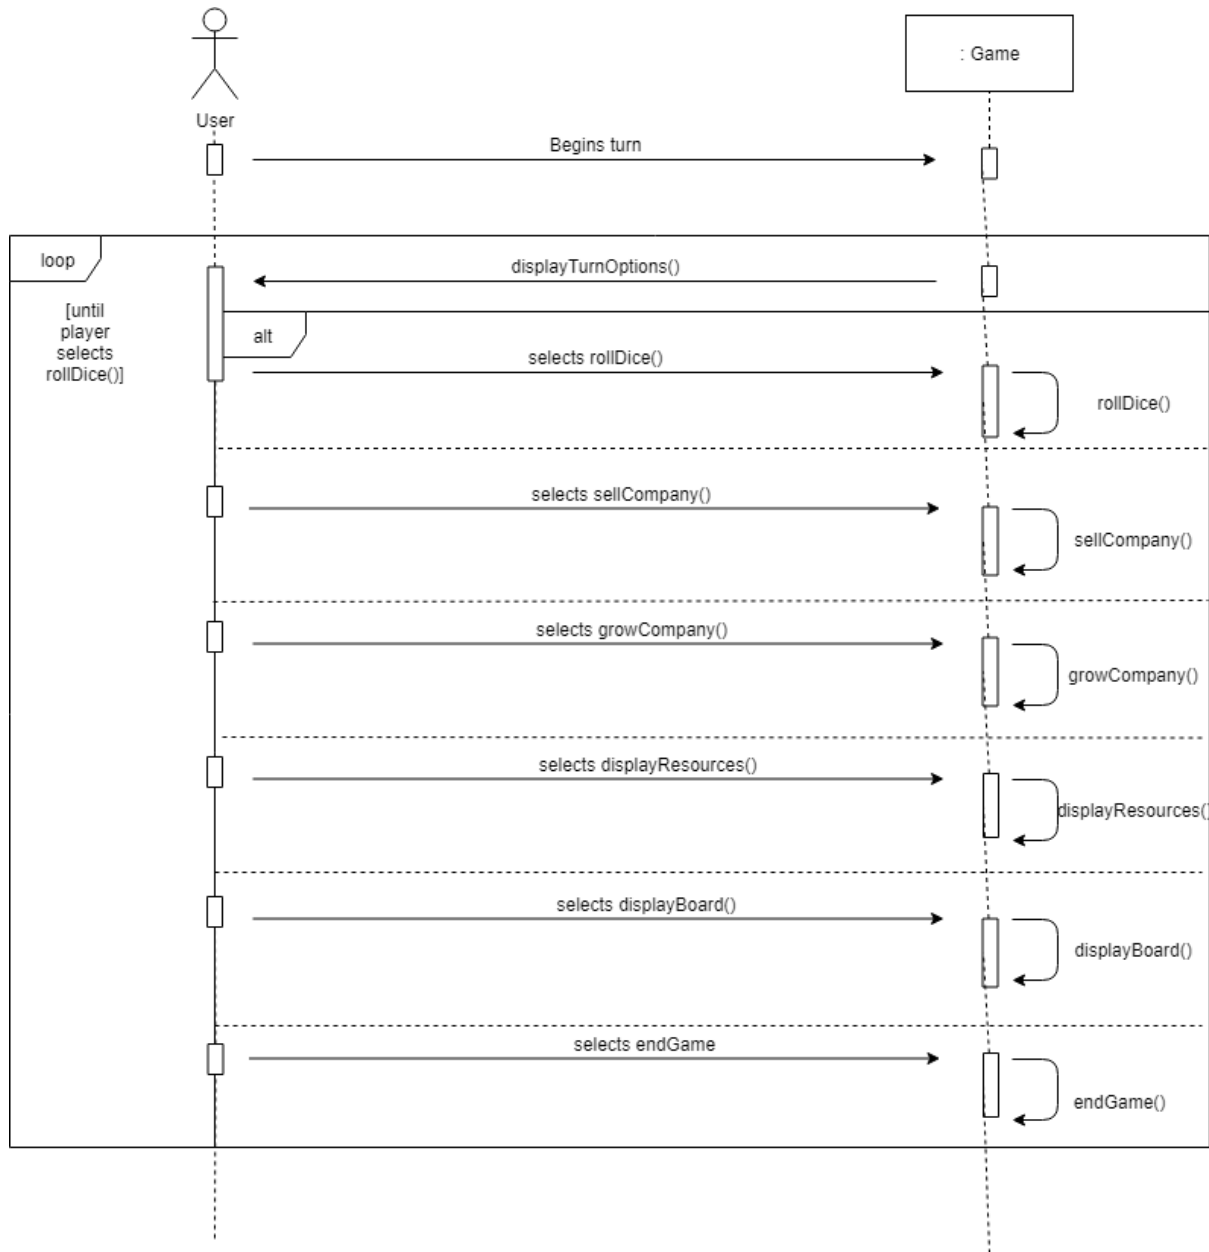 : Game
User
Begins turn
loop
displayTurnOptions()
[until
player
selects
rollDice()]
alt
selects rollDice()
rollDice()
selects sellCompany()
sellCompany()
selects growCompany()
growCompany()
selects displayResources()
displayResources()
selects displayBoard()
displayBoard()
selects endGame
endGame()